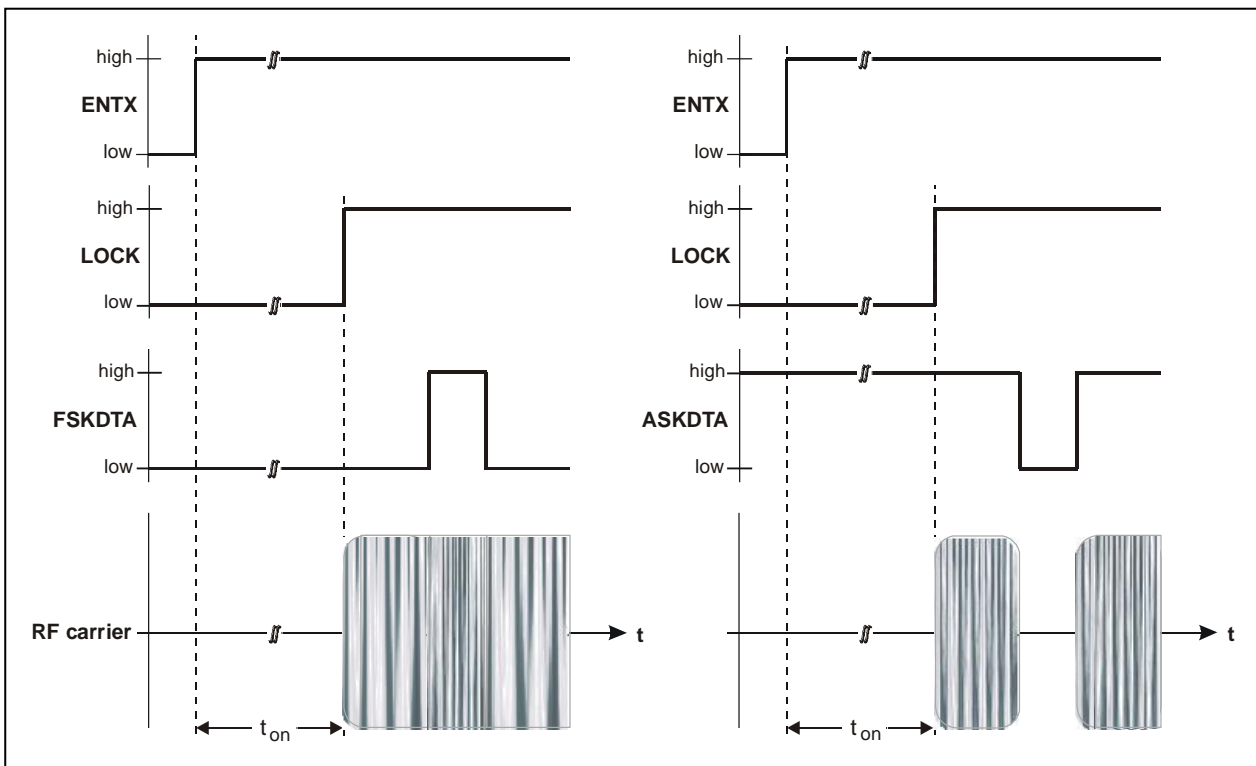 high
ENTX
low
high
LOCK
low
high
FSKDTA
low
RF carrier
t
t on
high
ENTX
low
high
LOCK
low
high
ASKDTA
low
t
t on